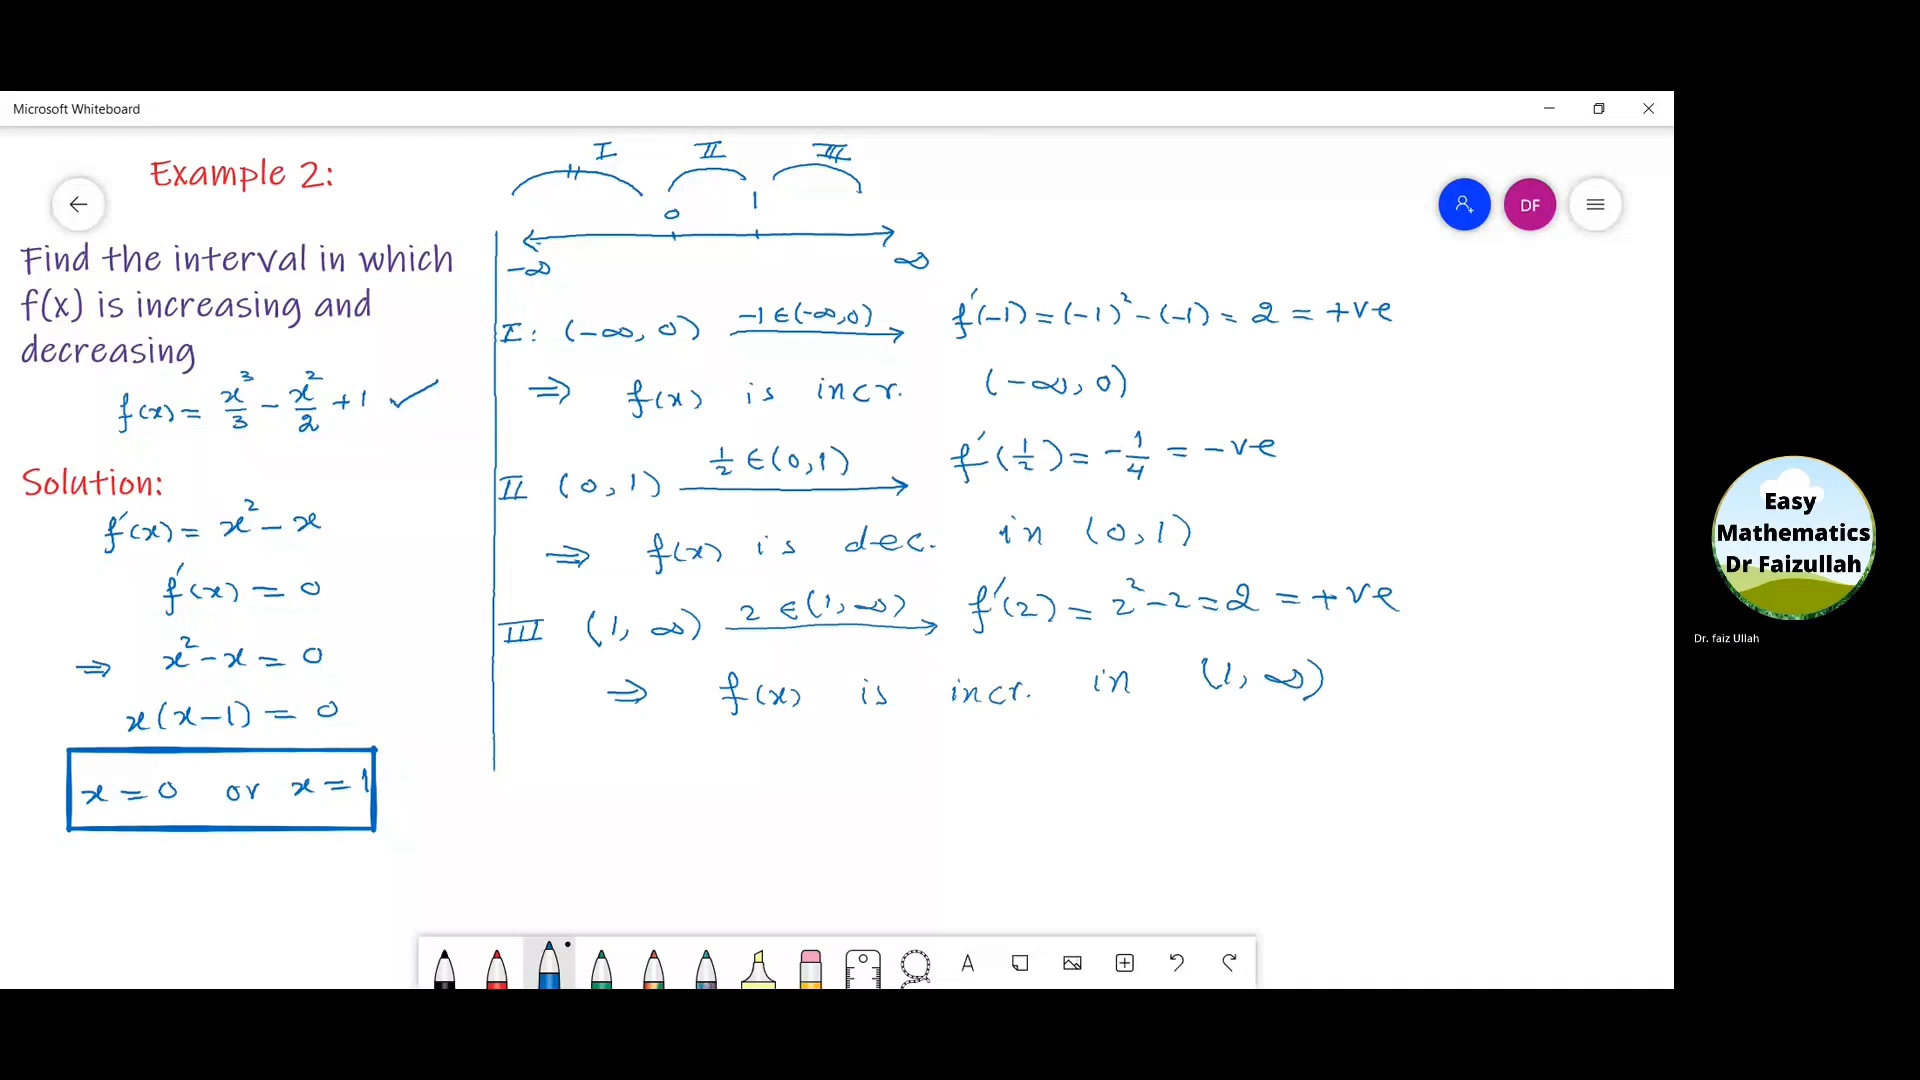 Microsoft Whiteboard
Example 2:
Find the interval in which
f(x) is increasing and
decreasing
f(x) = x³/3 − x²/2 + 1 ✓
Solution:
f′(x) = x² − x
f′(x) = 0
⇒ x² − x = 0
x(x−1) = 0
x = 0 or x = 1
I II III
0 1
−∞ ∞
I: (−∞, 0) −1 ∈ (−∞, 0) f′(−1) = (−1)² − (−1) = 2 = +ve
⇒ f(x) is incr. (−∞, 0)
II (0, 1) 1/2 ∈ (0, 1) f′(1/2) = −1/4 = −ve
⇒ f(x) is dec. in (0, 1)
III (1, ∞) 2 ∈ (1, ∞) f′(2) = 2² − 2 = 2 = +ve
⇒ f(x) is incr. in (1, ∞)
DF
Easy
Mathematics
Dr Faizullah
Dr. faiz Ullah
A